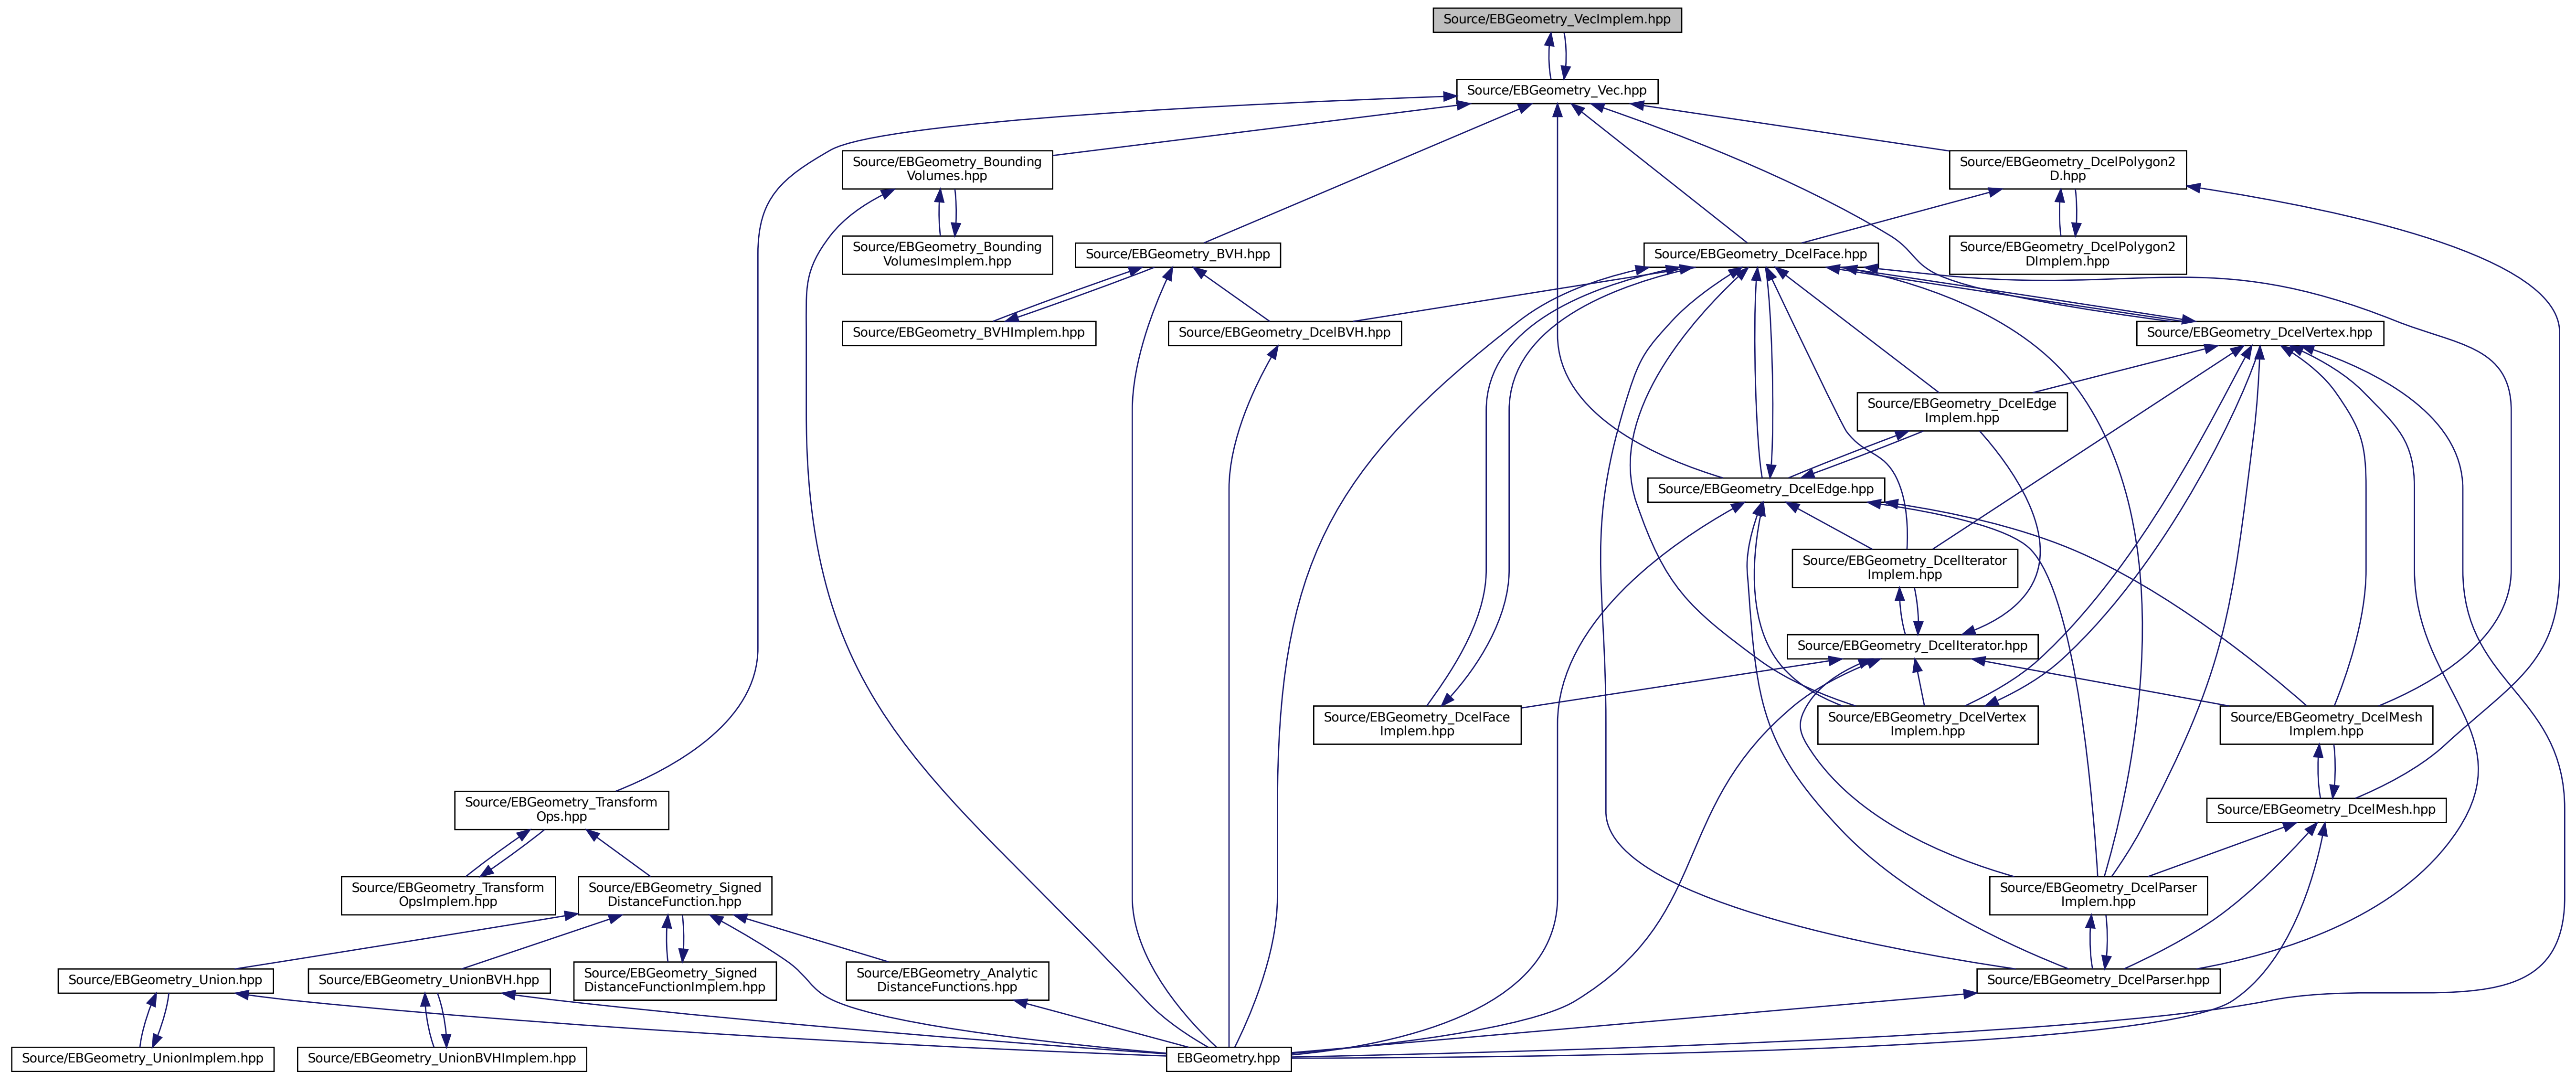 Source/EBGeometry_VecImplem.hpp
Source/EBGeometry_Vec.hpp
Source/EBGeometry_Bounding
Volumes.hpp
Source/EBGeometry_DcelPolygon2
D.hpp
Source/EBGeometry_Bounding
VolumesImplem.hpp
Source/EBGeometry_BVH.hpp
Source/EBGeometry_DcelFace.hpp
Source/EBGeometry_DcelPolygon2
DImplem.hpp
Source/EBGeometry_BVHImplem.hpp
Source/EBGeometry_DcelBVH.hpp
Source/EBGeometry_DcelVertex.hpp
Source/EBGeometry_DcelEdge
Implem.hpp
Source/EBGeometry_DcelEdge.hpp
Source/EBGeometry_DcelIterator
Implem.hpp
Source/EBGeometry_DcelIterator.hpp
Source/EBGeometry_DcelFace
Implem.hpp
Source/EBGeometry_DcelVertex
Implem.hpp
Source/EBGeometry_DcelMesh
Implem.hpp
Source/EBGeometry_Transform
Ops.hpp
Source/EBGeometry_DcelMesh.hpp
Source/EBGeometry_Transform
OpsImplem.hpp
Source/EBGeometry_Signed
DistanceFunction.hpp
Source/EBGeometry_DcelParser
Implem.hpp
Source/EBGeometry_Union.hpp
Source/EBGeometry_UnionBVH.hpp
Source/EBGeometry_Signed
DistanceFunctionImplem.hpp
Source/EBGeometry_Analytic
DistanceFunctions.hpp
Source/EBGeometry_DcelParser.hpp
Source/EBGeometry_UnionImplem.hpp
Source/EBGeometry_UnionBVHImplem.hpp
EBGeometry.hpp